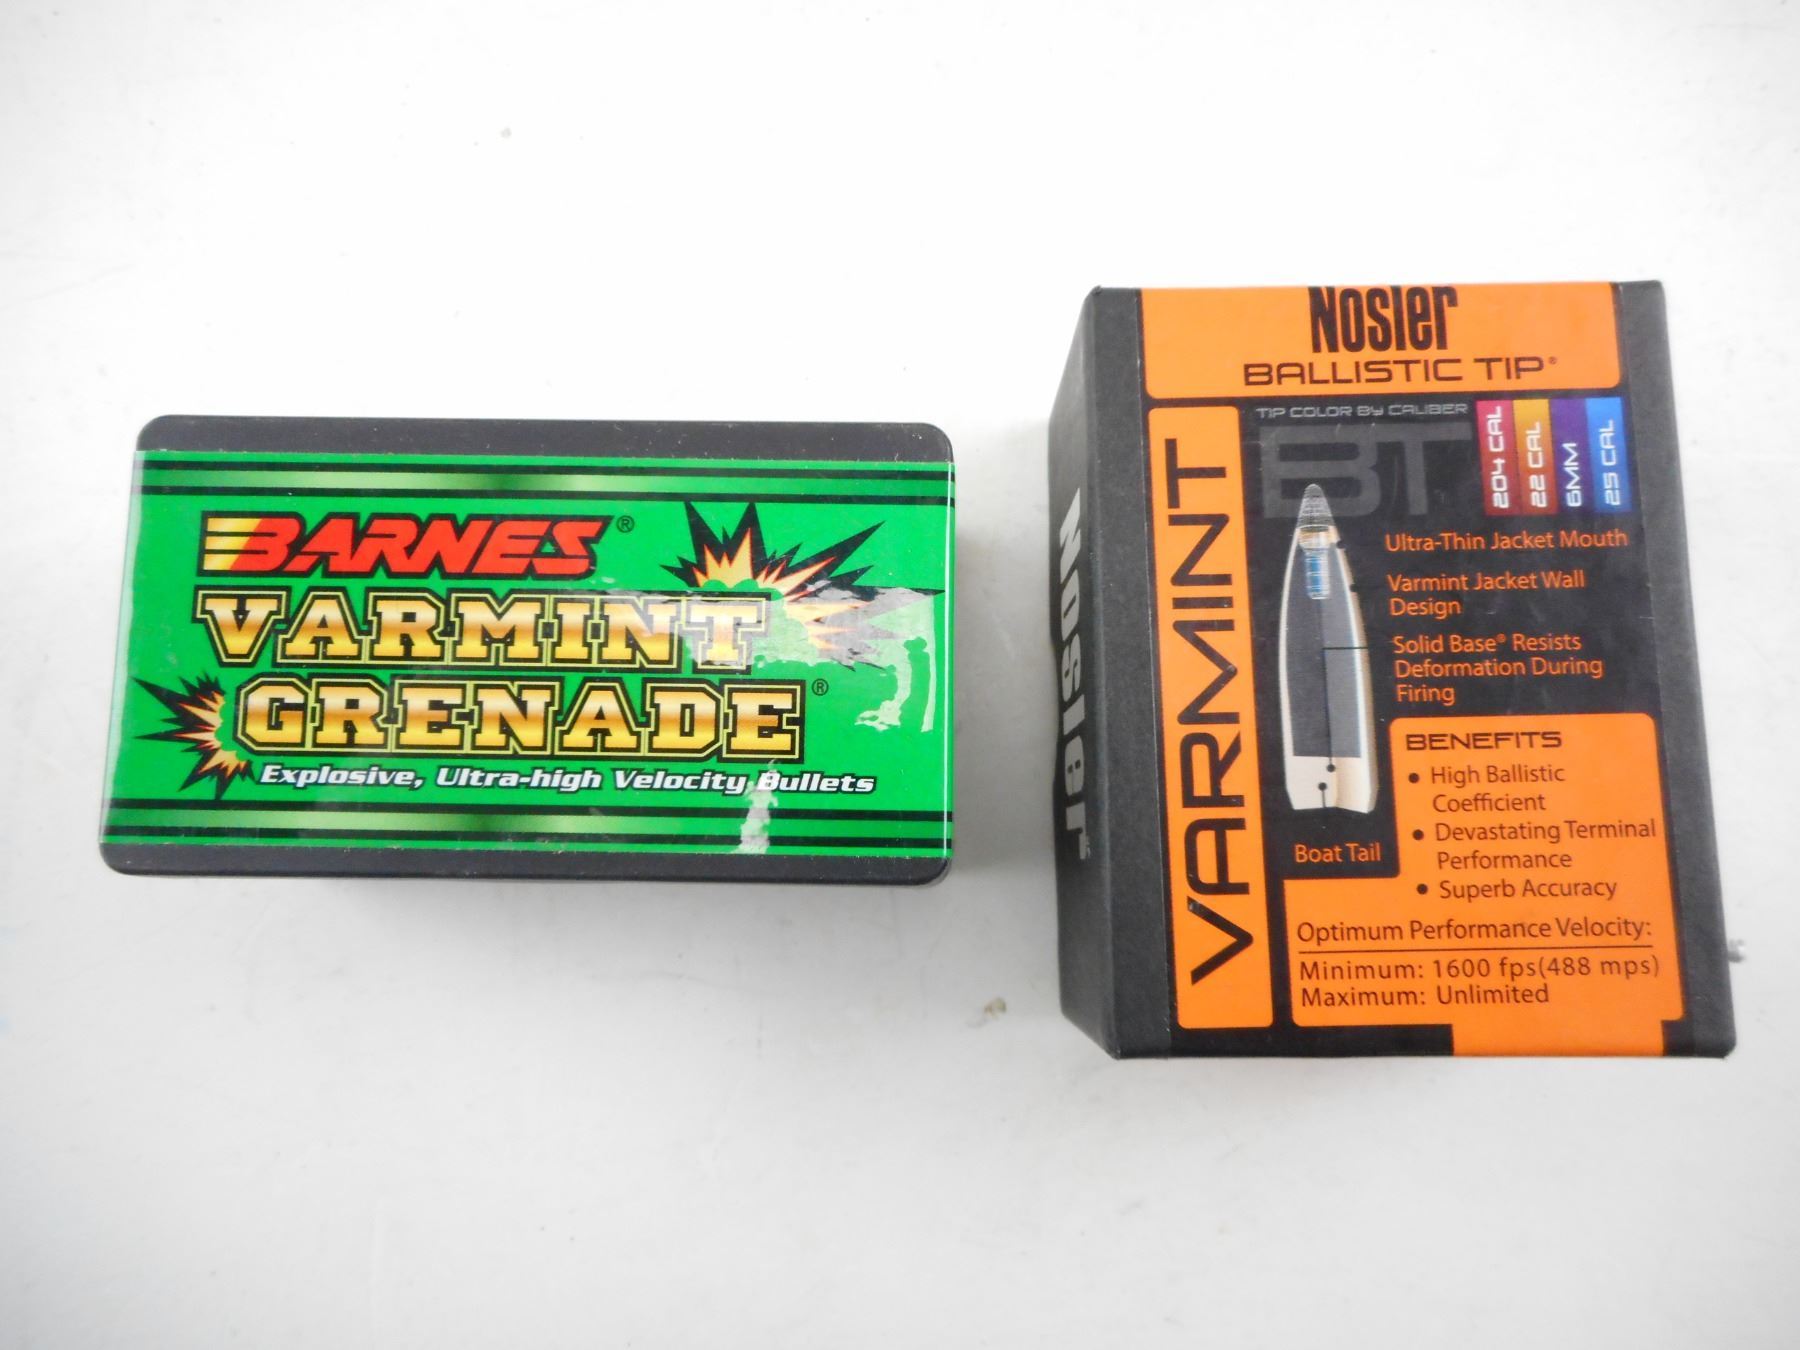 BARNES®
VARMINT
GRENADE®
Explosive, Ultra-high Velocity Bullets
Nosler
Nosler
BALLISTIC TIP®
TIP COLOR BY CALIBER
204 CAL
22 CAL
6MM
25 CAL
BT
VARMINT
Ultra-Thin Jacket Mouth
Varmint Jacket Wall
Design
Solid Base® Resists
Deformation During
Firing
Boat Tail
BENEFITS
• High Ballistic
Coefficient
• Devastating Terminal
Performance
• Superb Accuracy
Optimum Performance Velocity:
Minimum: 1600 fps(488 mps)
Maximum: Unlimited